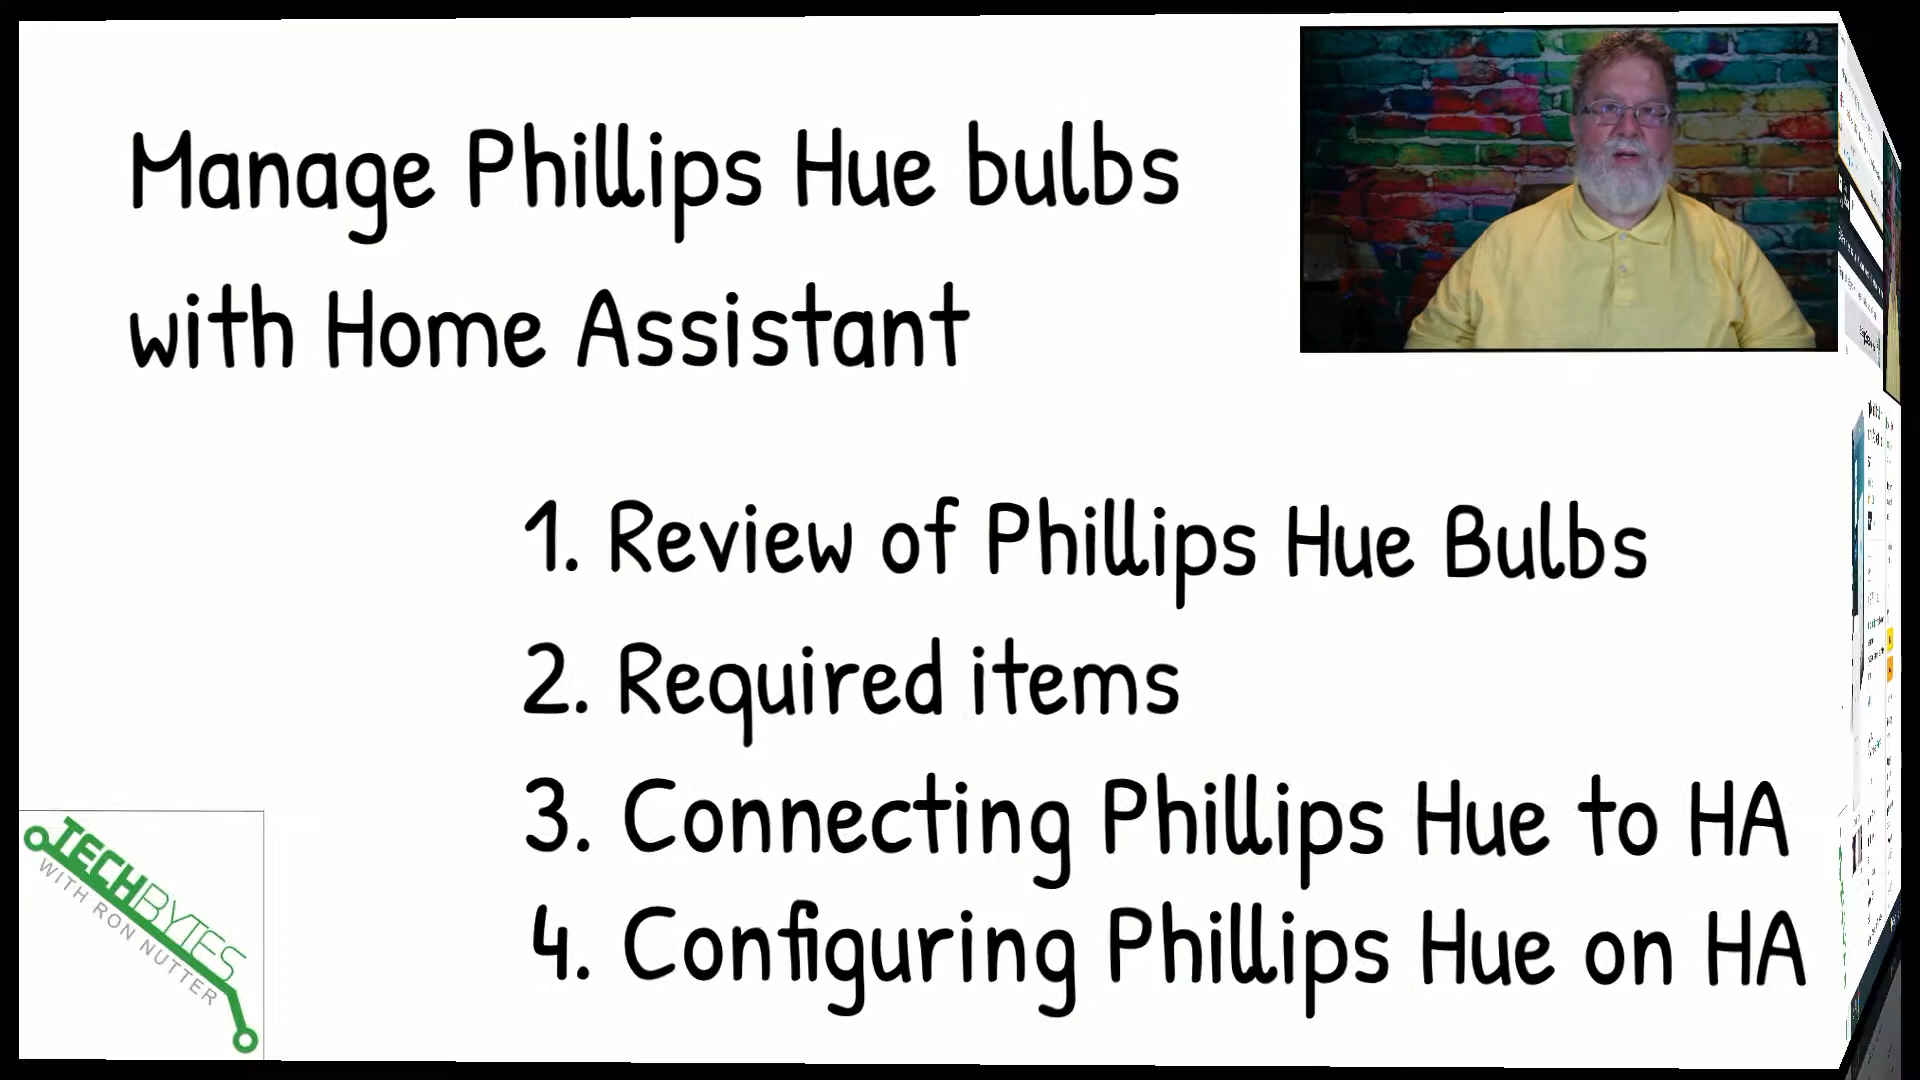 Manage Phillips Hue bulbs
with Home Assistant
1. Review of Phillips Hue Bulbs
2. Required items
3. Connecting Phillips Hue to HA
4. Configuring Phillips Hue on HA
TECHBYTES
WITH RON NUTTER